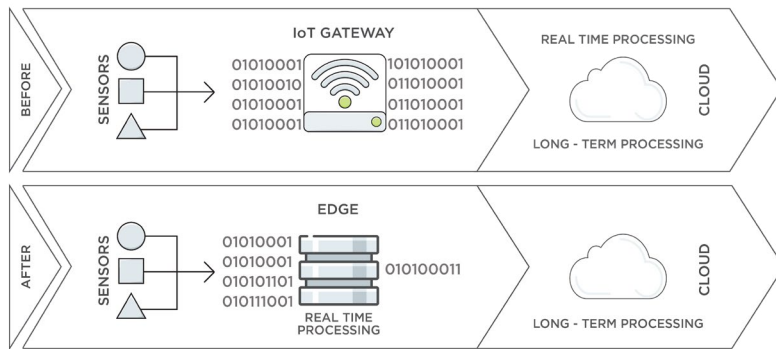 BEFORE
SENSORS
IoT GATEWAY
01010001
01010010
01010001
01010001
101010001
011010001
011010001
011010001
REAL TIME PROCESSING
CLOUD
LONG - TERM PROCESSING
AFTER
SENSORS
EDGE
01010001
01010001
010101101
010111001
010100011
REAL TIME
PROCESSING
CLOUD
LONG - TERM PROCESSING